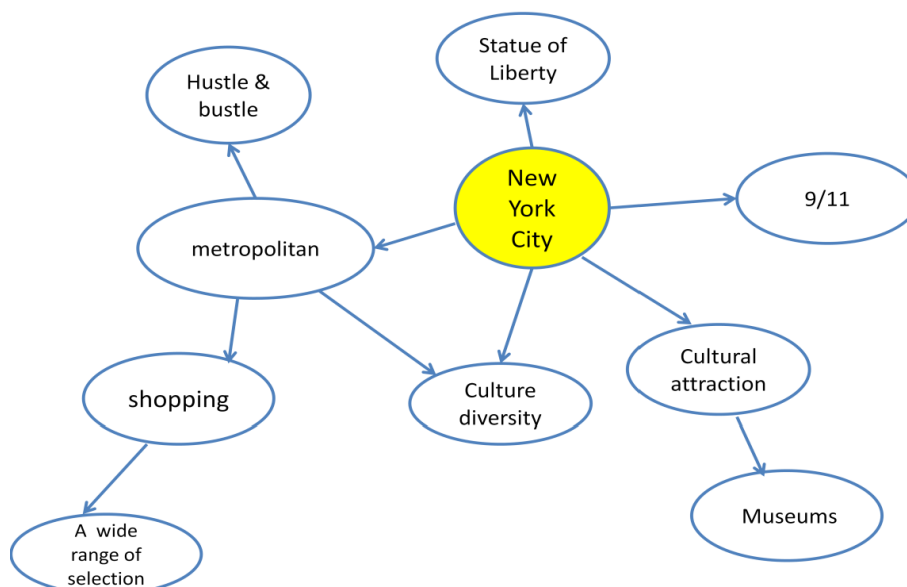 Statue of
Liberty
Hustle &
bustle
New
York
City
9/11
metropolitan
Cultural
attraction
shopping
Culture
diversity
Museums
A wide
range of
selection